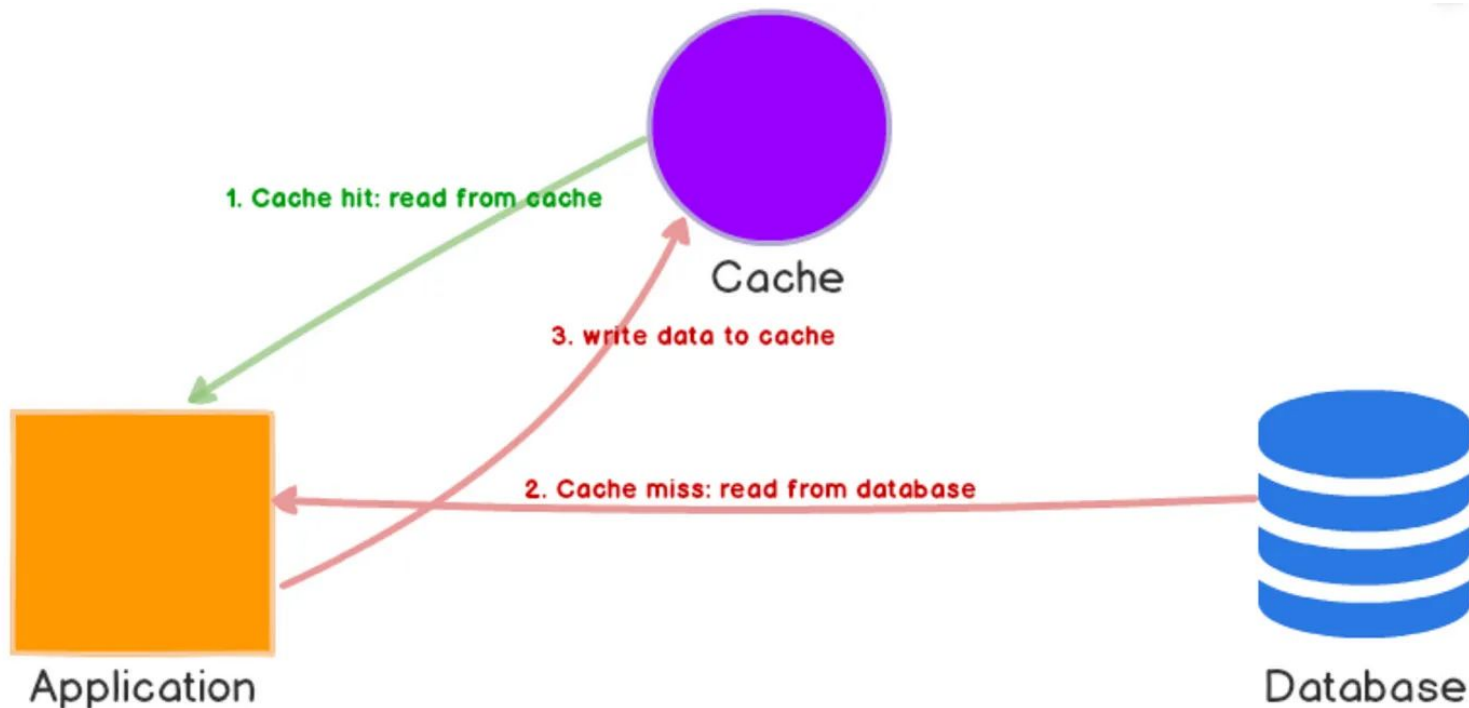 1. Cache hit: read from cache
Cache
3. write data to cache
2. Cache miss: read from database
Application
Database